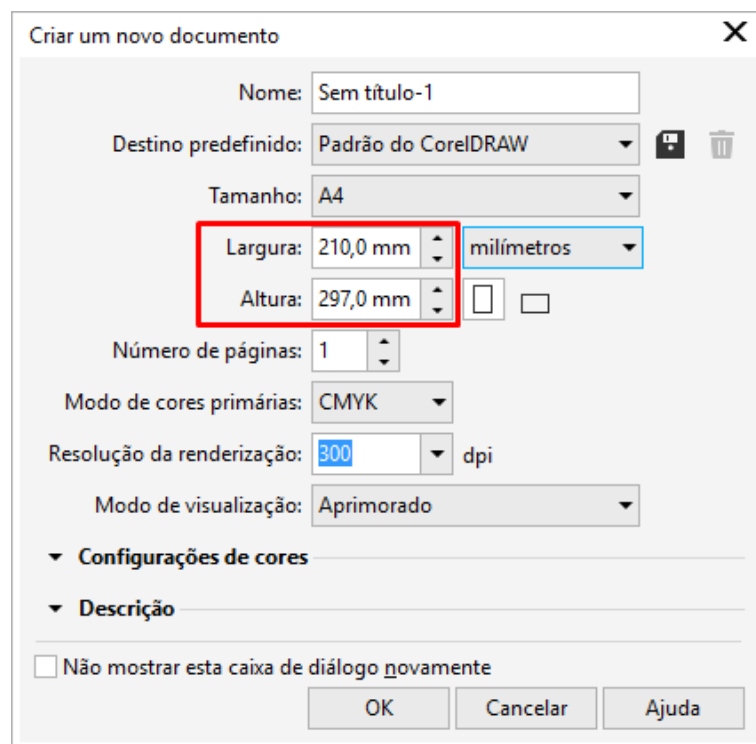 Criar um novo documento
Nome: Sem título-1
Destino predefinido: Padrão do CorelDRAW
Tamanho: A4
Largura: 210,0 mm milímetros
Altura: 297,0 mm
Número de páginas: 1
Modo de cores primárias: CMYK
Resolução da renderização: 300 dpi
Modo de visualização: Aprimorado
Configurações de cores
Descrição
Não mostrar esta caixa de diálogo novamente
OK Cancelar Ajuda